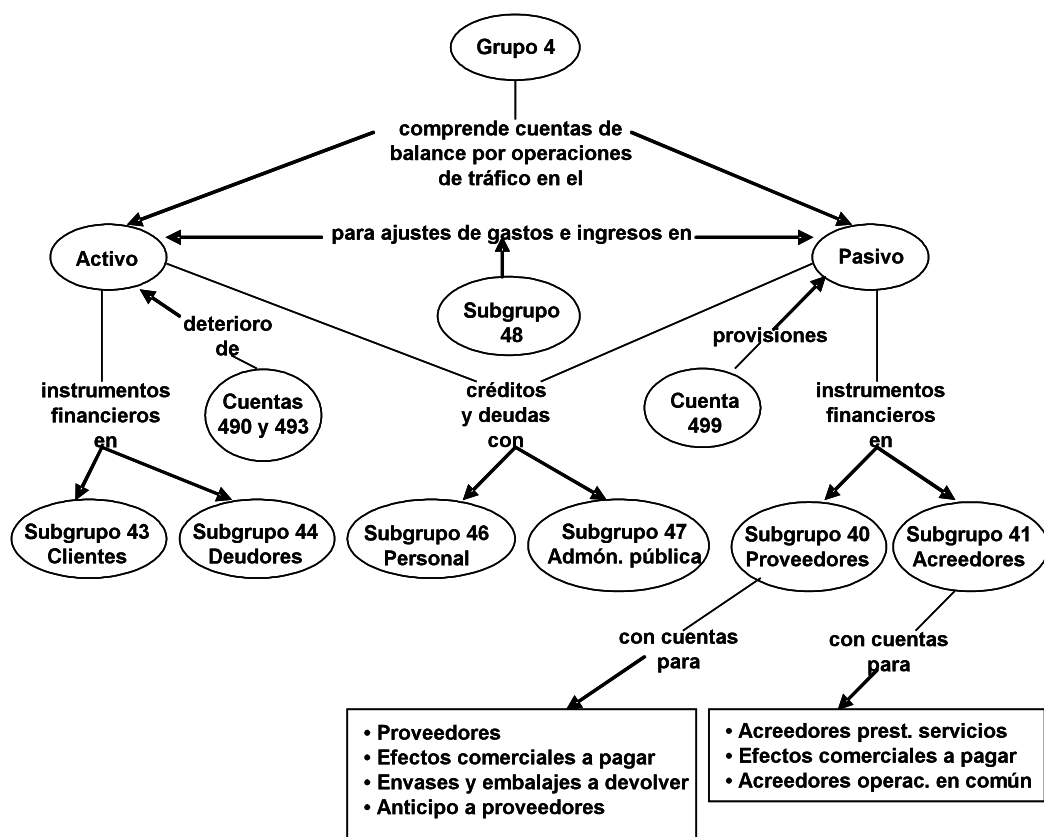 Grupo 4
comprende cuentas de
balance por operaciones
de tráfico en el
Activo
para ajustes de gastos e ingresos en
Pasivo
Subgrupo
48
deterioro
de
provisiones
Cuentas
490 y 493
Cuenta
499
instrumentos
financieros
en
créditos
y deudas
con
instrumentos
financieros
en
Subgrupo 43
Clientes
Subgrupo 44
Deudores
Subgrupo 46
Personal
Subgrupo 47
Admón. pública
Subgrupo 40
Proveedores
Subgrupo 41
Acreedores
con cuentas
para
con cuentas
para
• Proveedores
• Efectos comerciales a pagar
• Envases y embalajes a devolver
• Anticipo a proveedores
• Acreedores prest. servicios
• Efectos comerciales a pagar
• Acreedores operac. en común